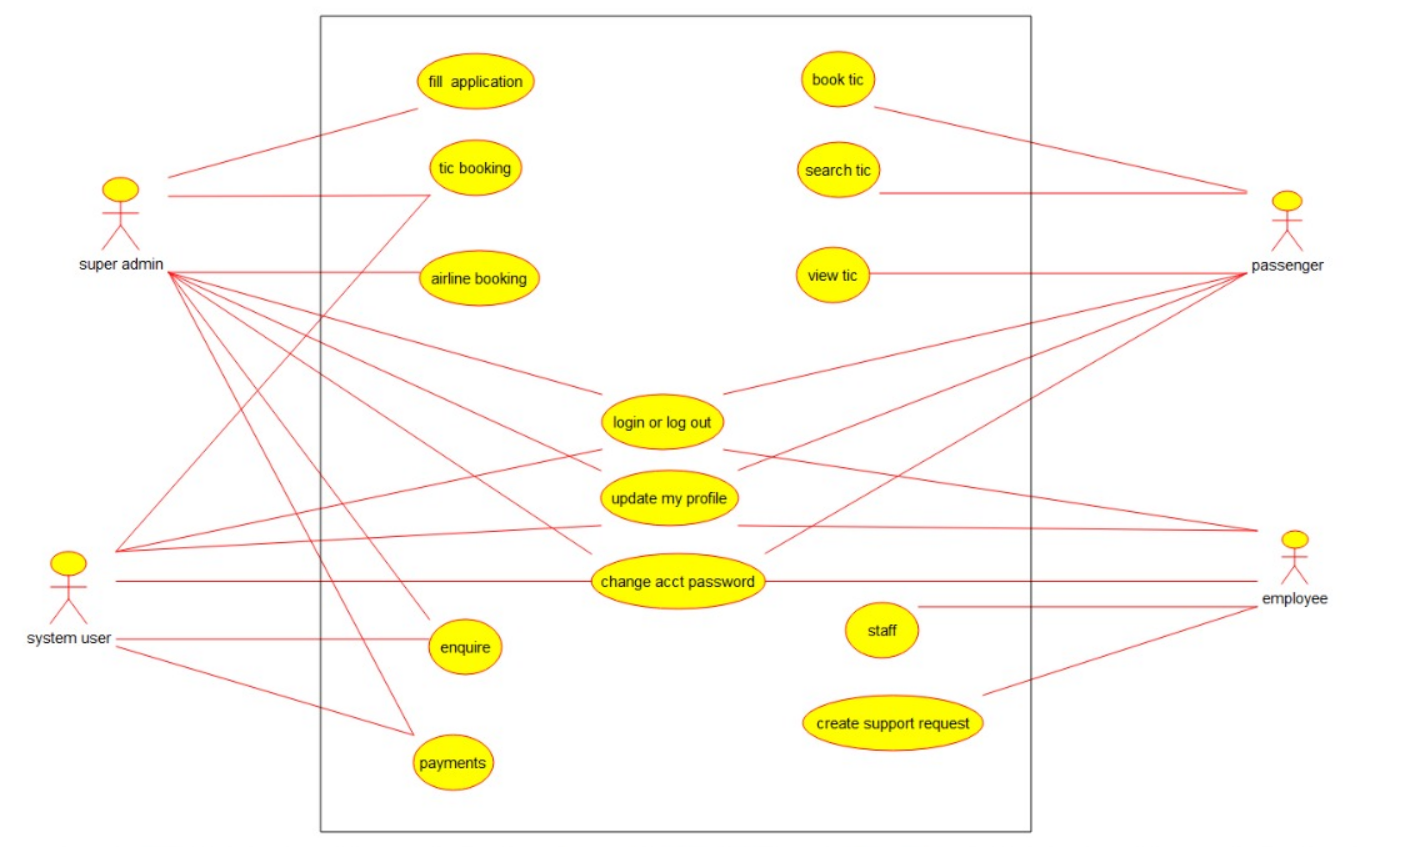 fill application
book tic
tic booking
search tic
super admin
passenger
airline booking
view tic
login or log out
update my profile
change acct password
employee
staff
system user
enquire
create support request
payments